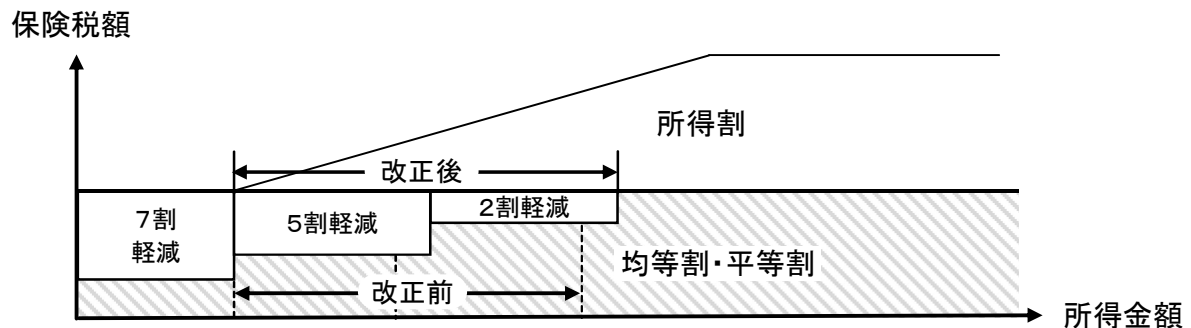 保険税額
所得割
改正後
7割
軽減
5割軽減
2割軽減
均等割・平等割
改正前
所得金額